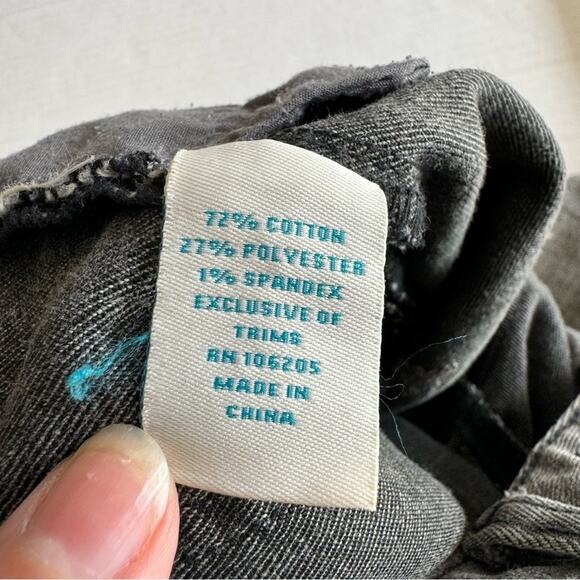 72% COTTON
27% POLYESTER
1% SPANDEX
EXCLUSIVE OF
TRIMS
RN 106205
MADE IN
CHINA